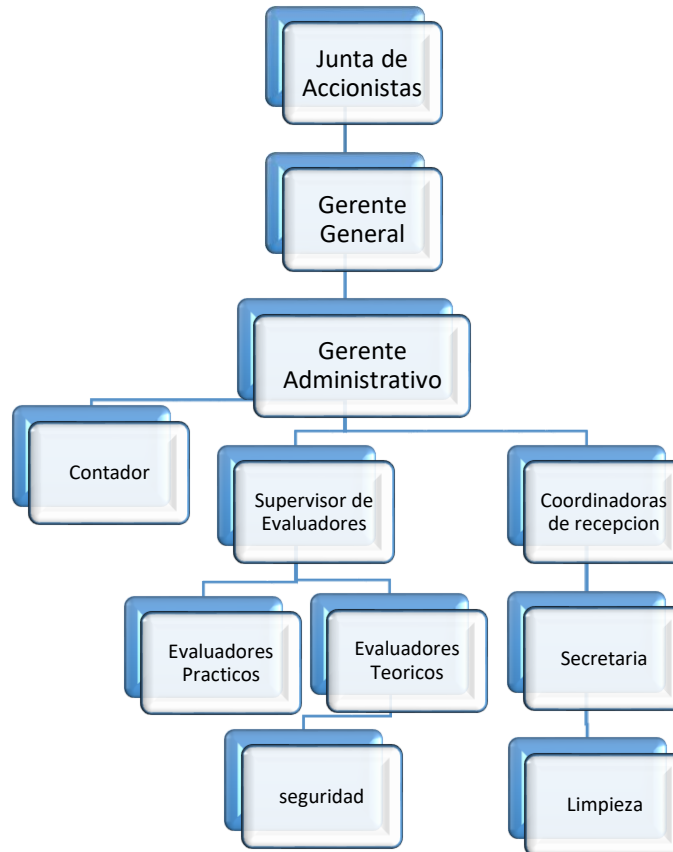 Junta de
Accionistas
Gerente
General
Gerente
Administrativo
Contador
Supervisor de
Evaluadores
Coordinadoras
de recepcion
Evaluadores
Practicos
Evaluadores
Teoricos
Secretaria
seguridad
Limpieza